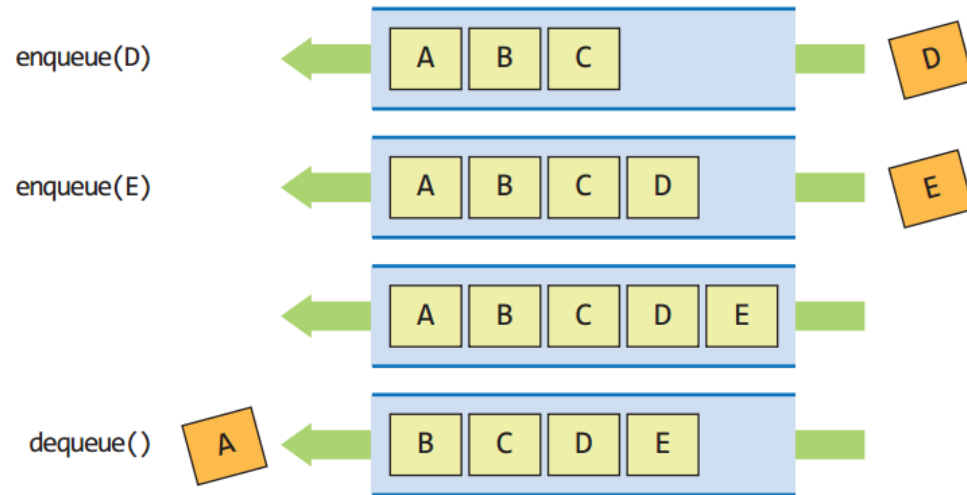 enqueue(D) A B C D
enqueue(E) A B C D E
A B C D E
dequeue() A B C D E